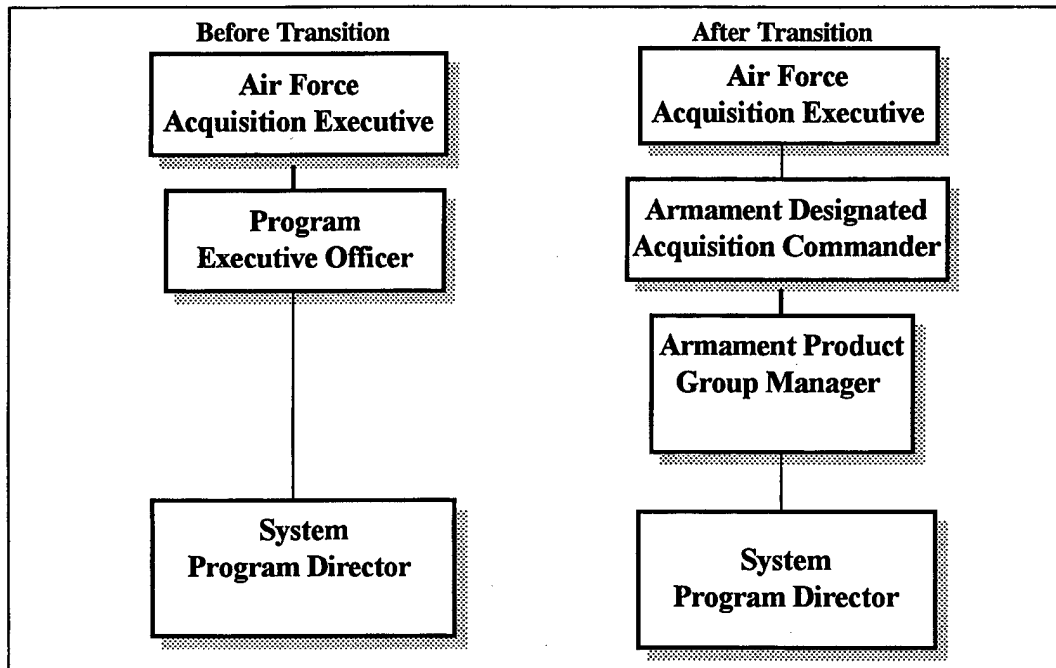 Before Transition
Air Force
Acquisition Executive
Program
Executive Officer
System
Program Director
After Transition
Air Force
Acquisition Executive
Armament Designated
Acquisition Commander
Armament Product
Group Manager
System
Program Director